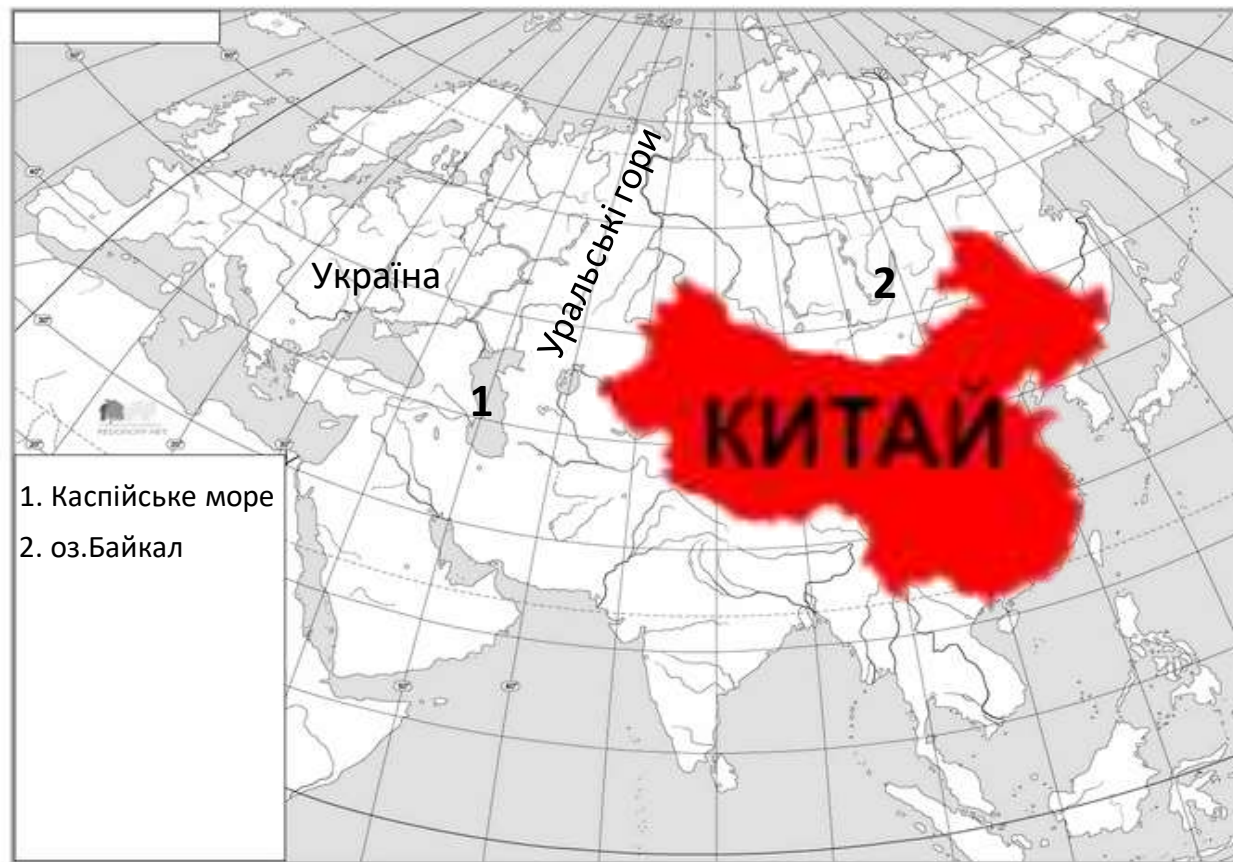 Уральські гори
Україна
2
1
КИТАЙ
1. Каспійське море
2. оз.Байкал